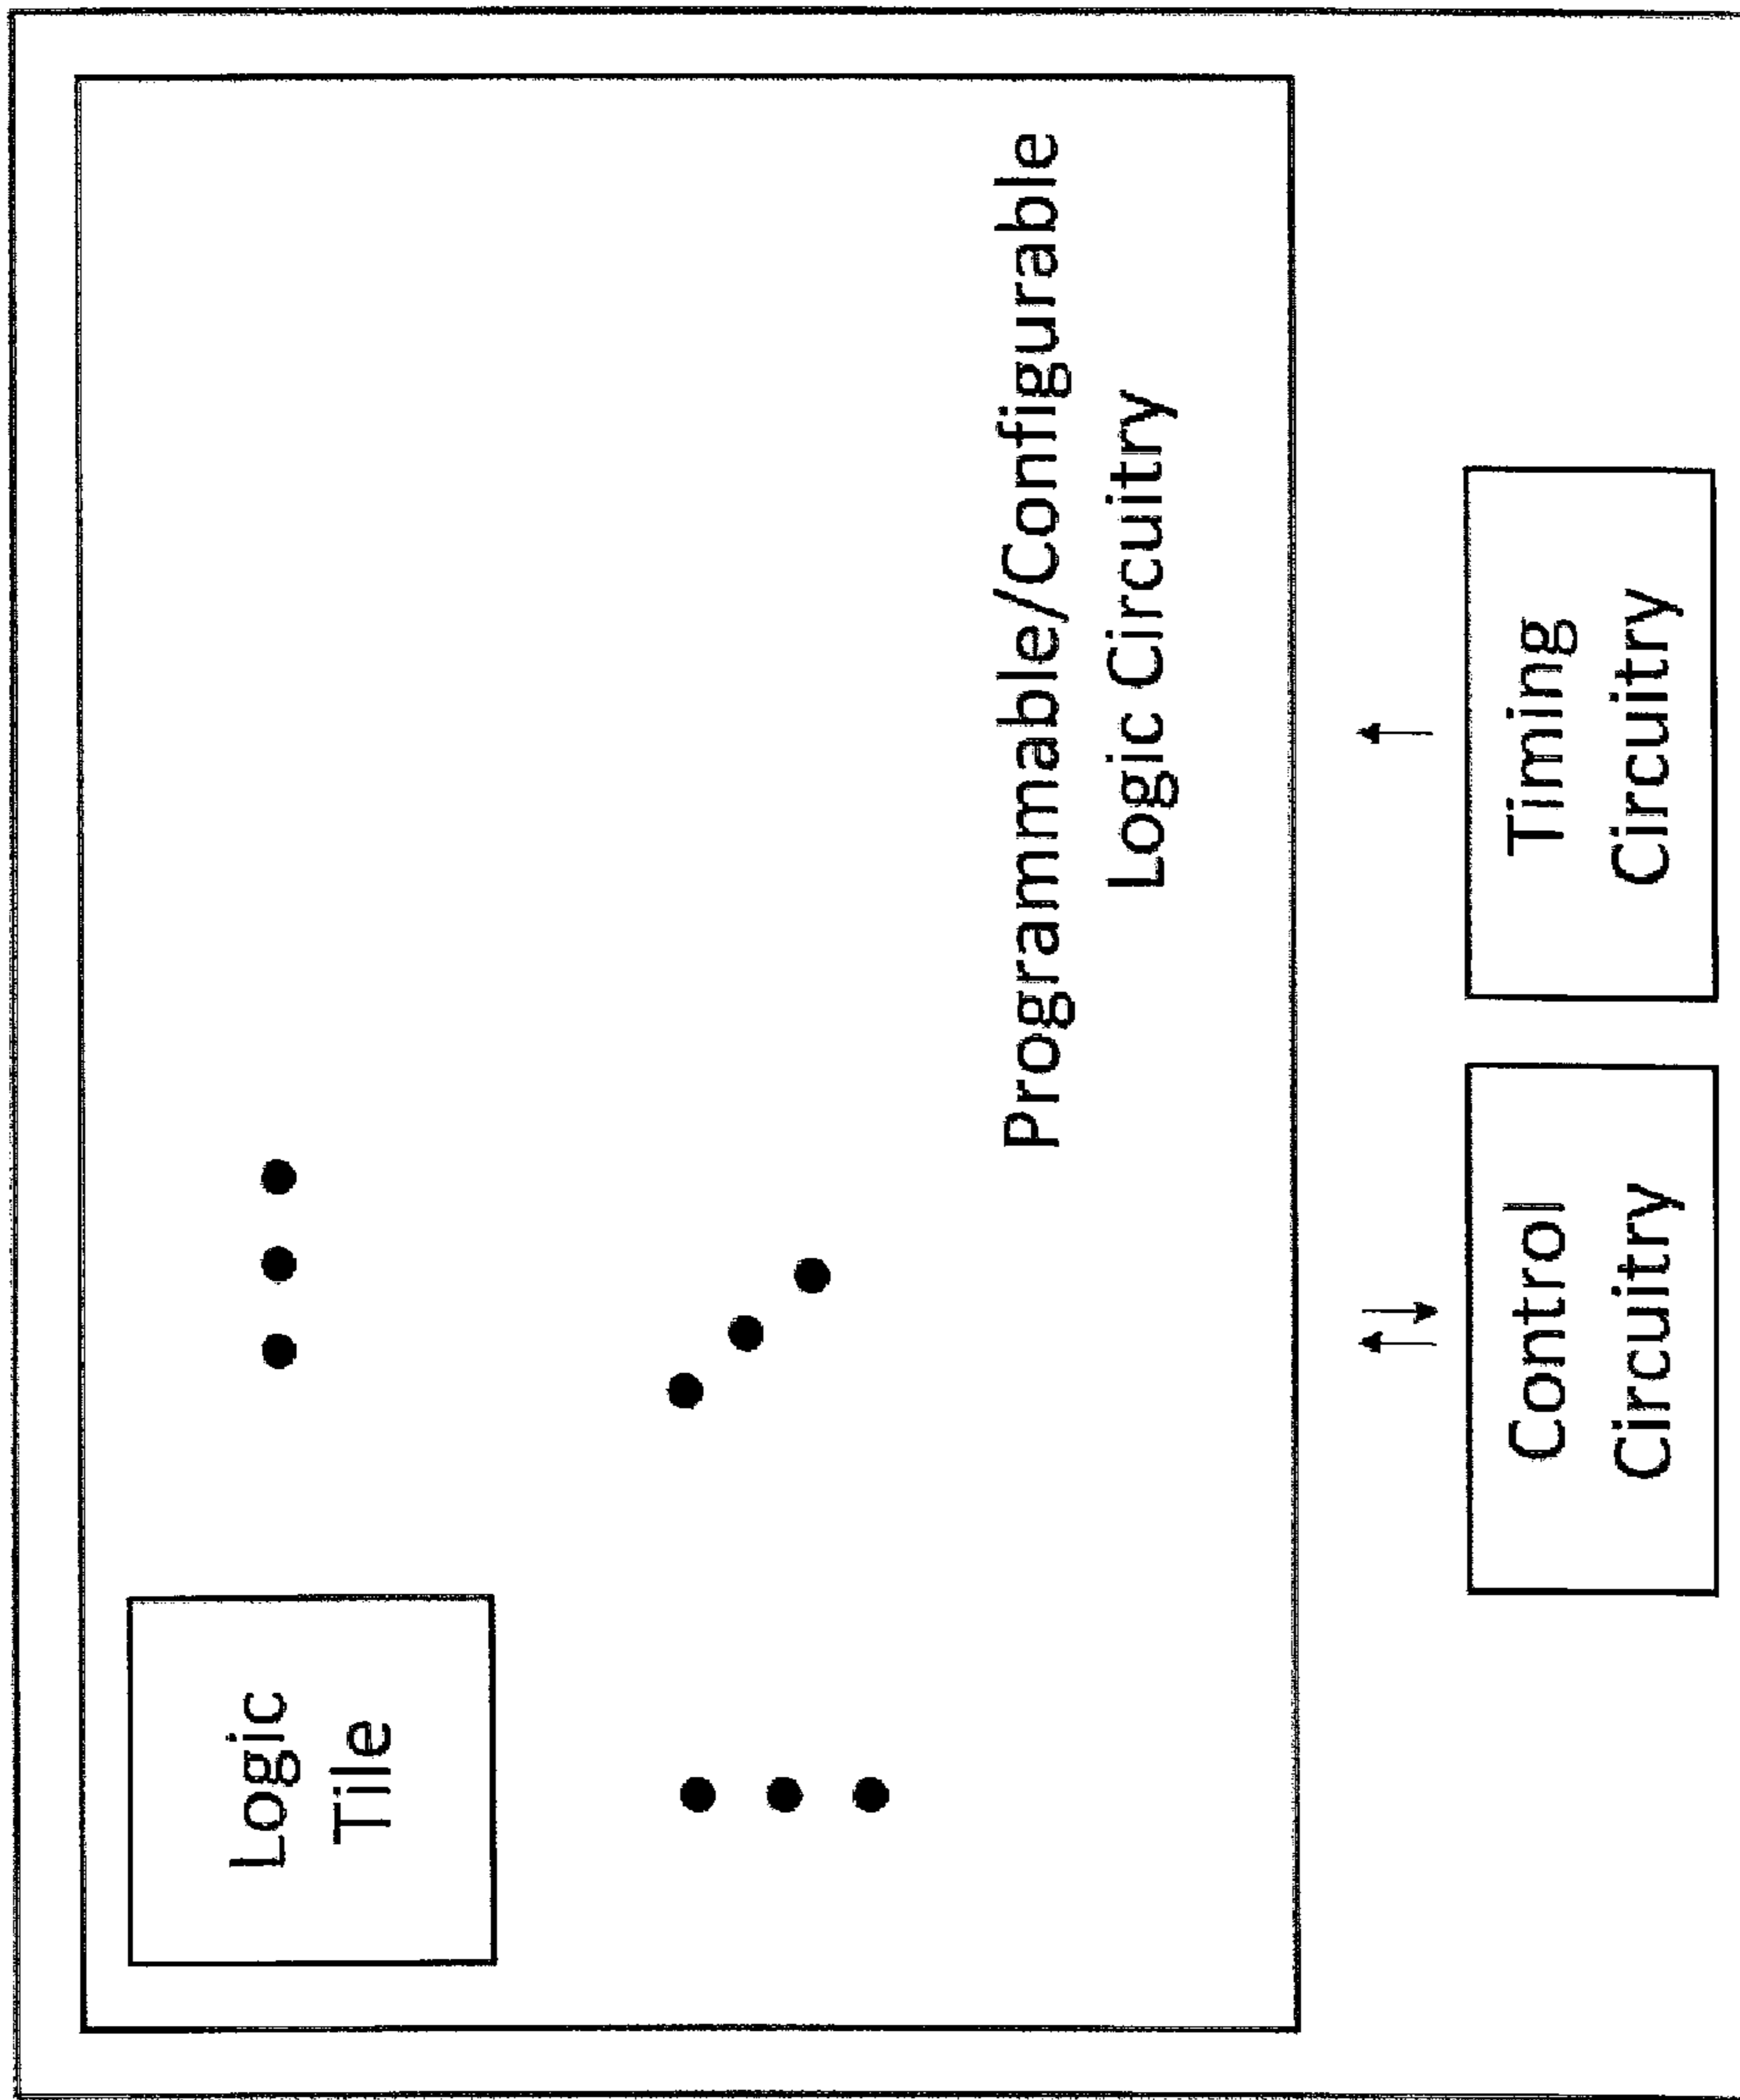 Logic
Tile
Programmable/Configurable
Logic Circuitry
Control
Circuitry
Timing
Circuitry